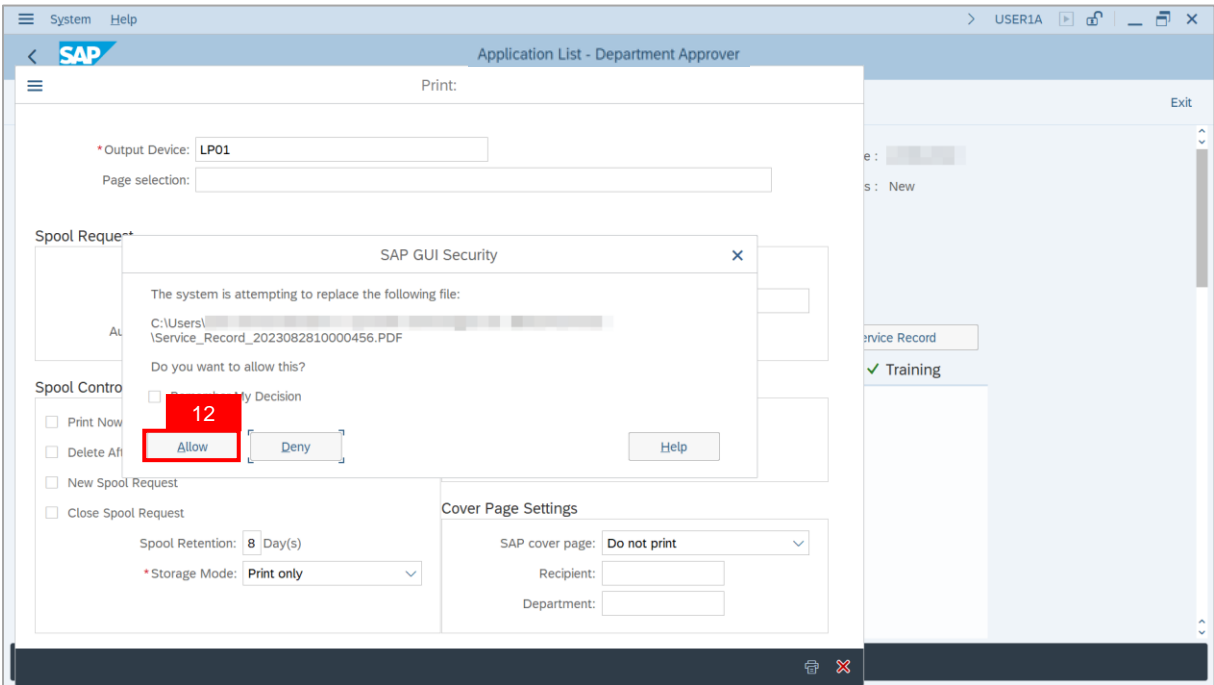 System Help
USER1A
SAP
Application List - Department Approver
Print:
Exit
*Output Device: LP01
Page selection:
e :
s : New
Spool Request
SAP GUI Security
The system is attempting to replace the following file:
C:\Users\
\Service_Record_2023082810000456.PDF
Au
Do you want to allow this?
ervice Record
Training
Spool Contro
My Decision
12
Print Now
Allow Deny Help
Delete Aft
New Spool Request
Close Spool Request
Cover Page Settings
Spool Retention: 8 Day(s)
SAP cover page: Do not print
*Storage Mode: Print only
Recipient:
Department: